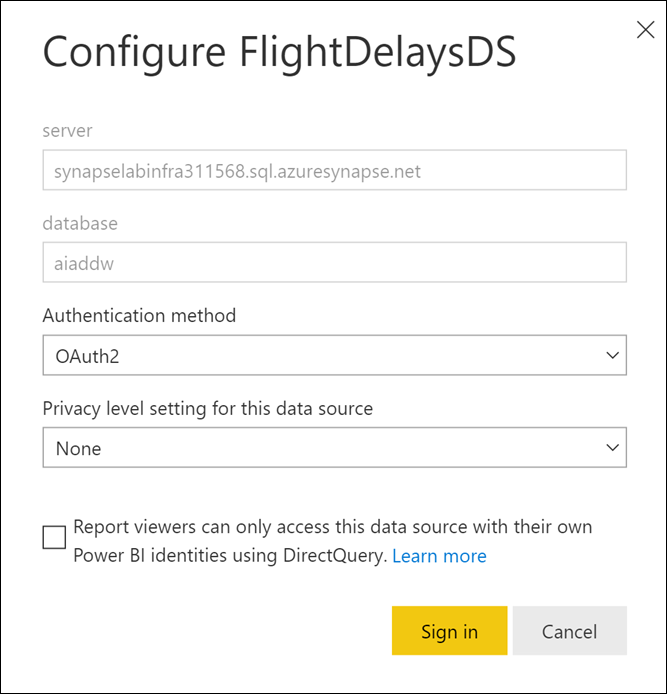 Configure FlightDelaysDS
server
synapselabinfra311568.sql.azuresynapse.net
database
aiaddw
Authentication method
OAuth2
Privacy level setting for this data source
None
Report viewers can only access this data source with their own
Power BI identities using DirectQuery. Learn more
Sign in Cancel